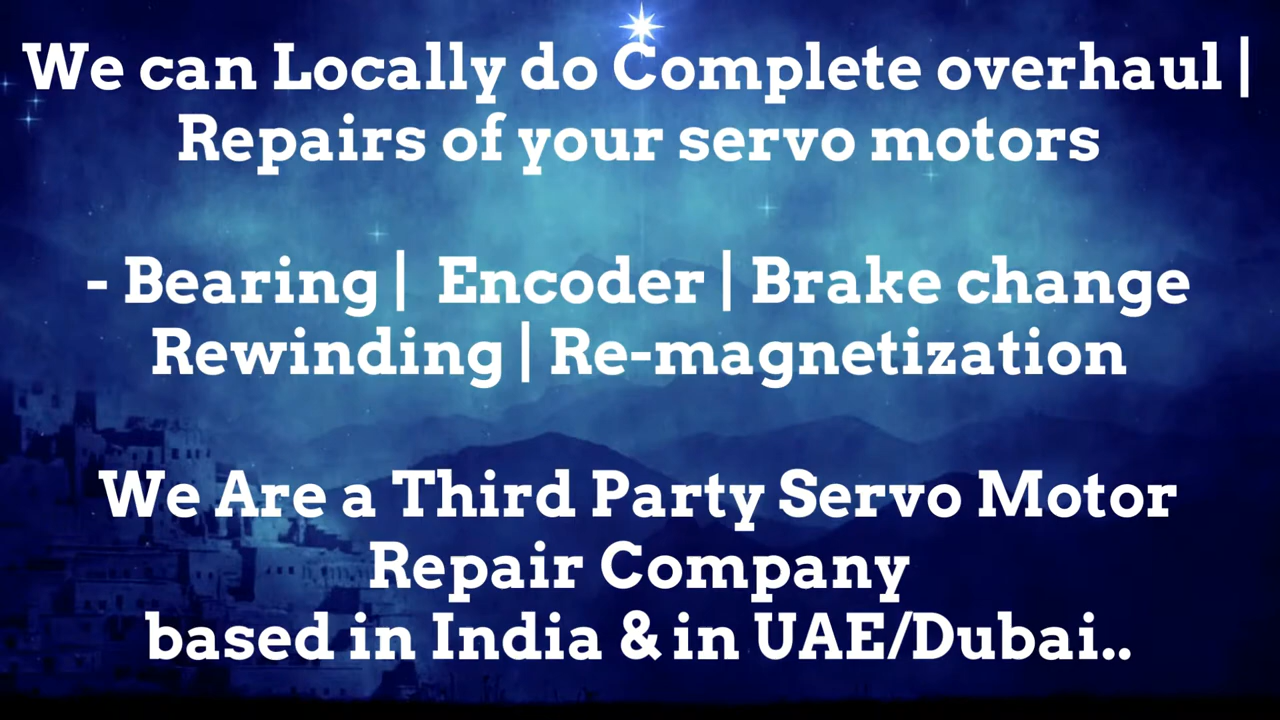 We can Locally do Complete overhaul |
Repairs of your servo motors
- Bearing | Encoder | Brake change
Rewinding | Re-magnetization
We Are a Third Party Servo Motor
Repair Company
based in India & in UAE/Dubai..